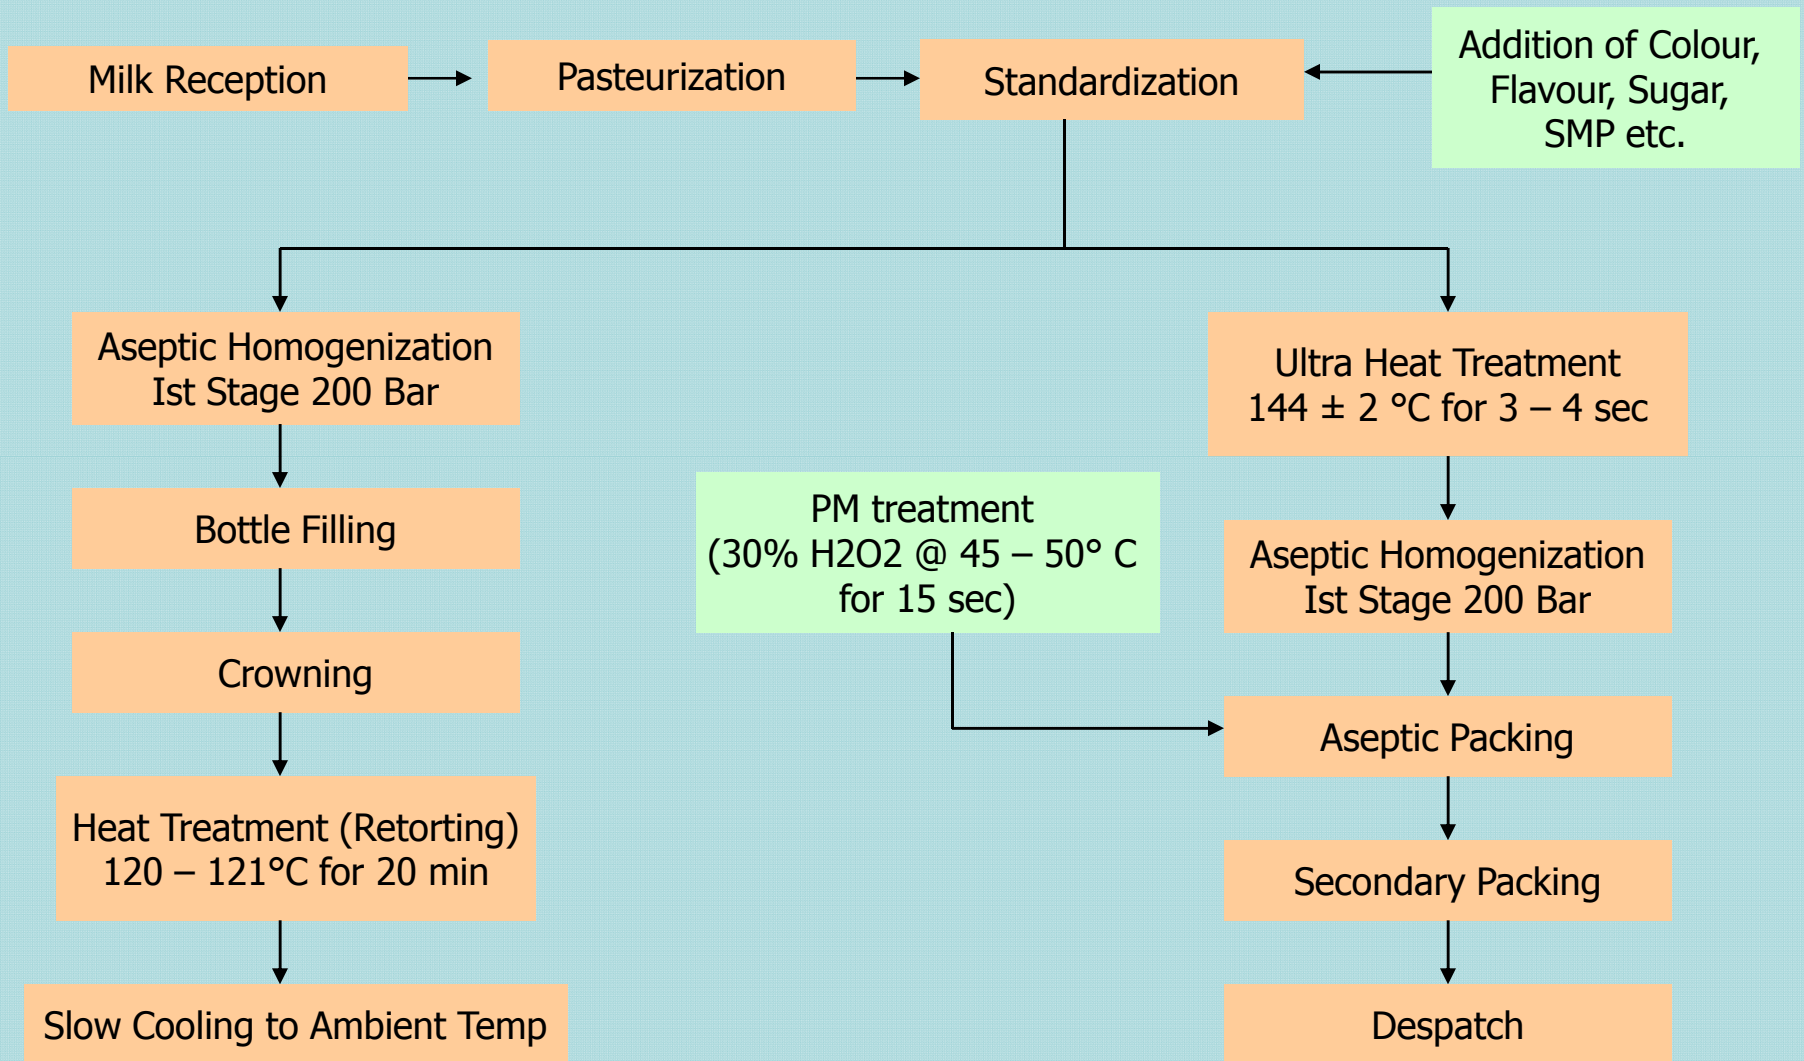 Milk Reception
Pasteurization
Standardization
Addition of Colour,
Flavour, Sugar,
SMP etc.
Aseptic Homogenization
Ist Stage 200 Bar
Bottle Filling
Crowning
Heat Treatment (Retorting)
120 – 121°C for 20 min
Slow Cooling to Ambient Temp
PM treatment
(30% H2O2 @ 45 – 50° C
for 15 sec)
Ultra Heat Treatment
144 ± 2 °C for 3 – 4 sec
Aseptic Homogenization
Ist Stage 200 Bar
Aseptic Packing
Secondary Packing
Despatch